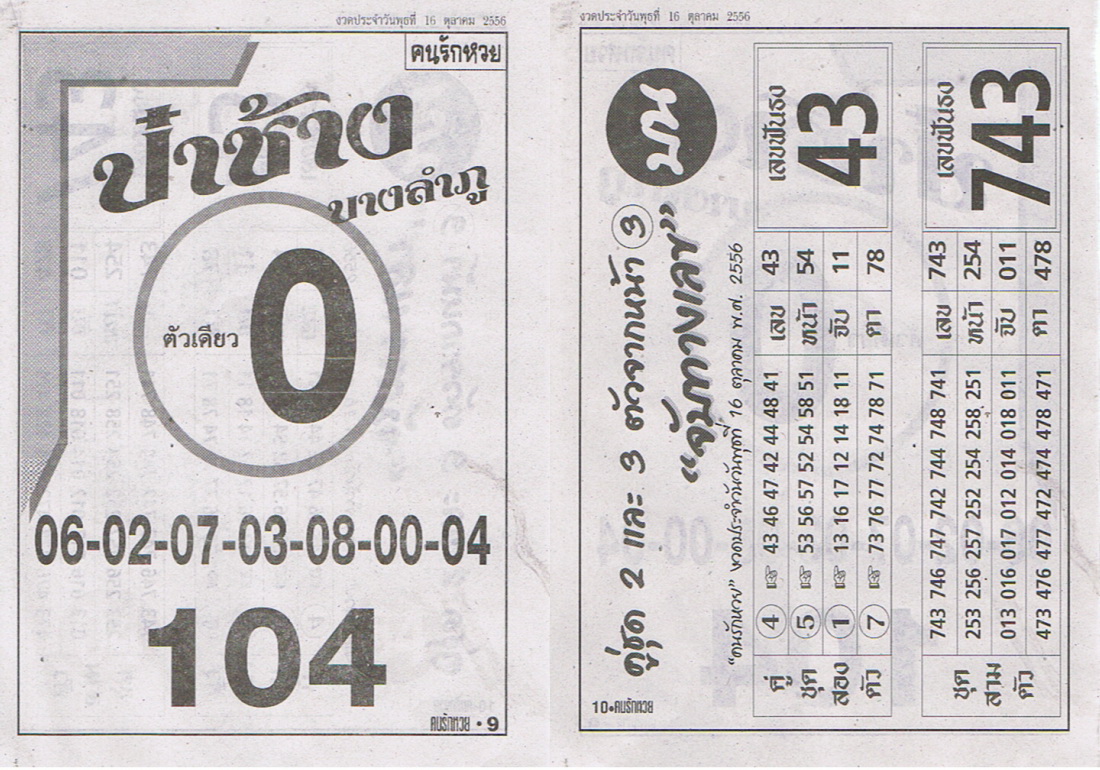 งวดประจำวันพุธที่ 16 ตุลาคม 2556
คนรักหวย
ป๋าช้าง
บางลำภู
ตัวเดียว 0
06-02-07-03-08-00-04
104
คนรักหวย • 9
งวดประจำวันพุธที่ 16 ตุลาคม 2556
บน
คู่ชุด 2 และ 3 ตัวจากหน้า 3
“จับทางเลข”
“คนรักหวย” งวดประจำวันพุธที่ 16 ตุลาคม พ.ศ. 2556
คู่ ④ ☞ 43 46 47 42 44 48 41 เลข 43
ชุด ⑤ ☞ 53 56 57 52 54 58 51 หน้า 54
สอง ① ☞ 13 16 17 12 14 18 11 ขับ 11
ตัว ⑦ ☞ 73 76 77 72 74 78 71 ตา 78
เลขฟันธง
43
743 746 747 742 744 748 741 เลข 743
ชุด 253 256 257 252 254 258 251 หน้า 254
สาม 013 016 017 012 014 018 011 ขับ 011
ตัว 473 476 477 472 474 478 471 ตา 478
เลขฟันธง
743
10•คนรักหวย